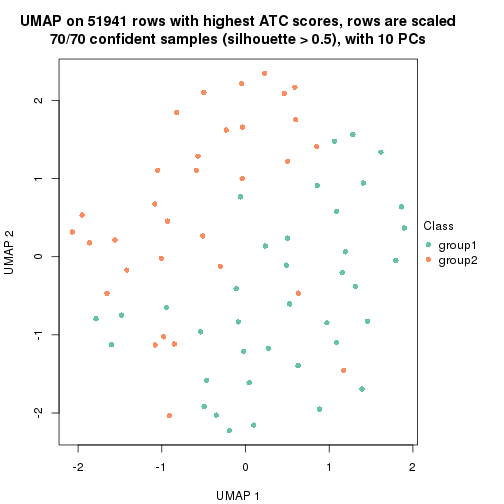 UMAP on 51941 rows with highest ATC scores, rows are scaled
70/70 confident samples (silhouette > 0.5), with 10 PCs
2
1
0
-1
-2
UMAP 2
-2
-1
0
1
2
UMAP 1
Class
group1
group2